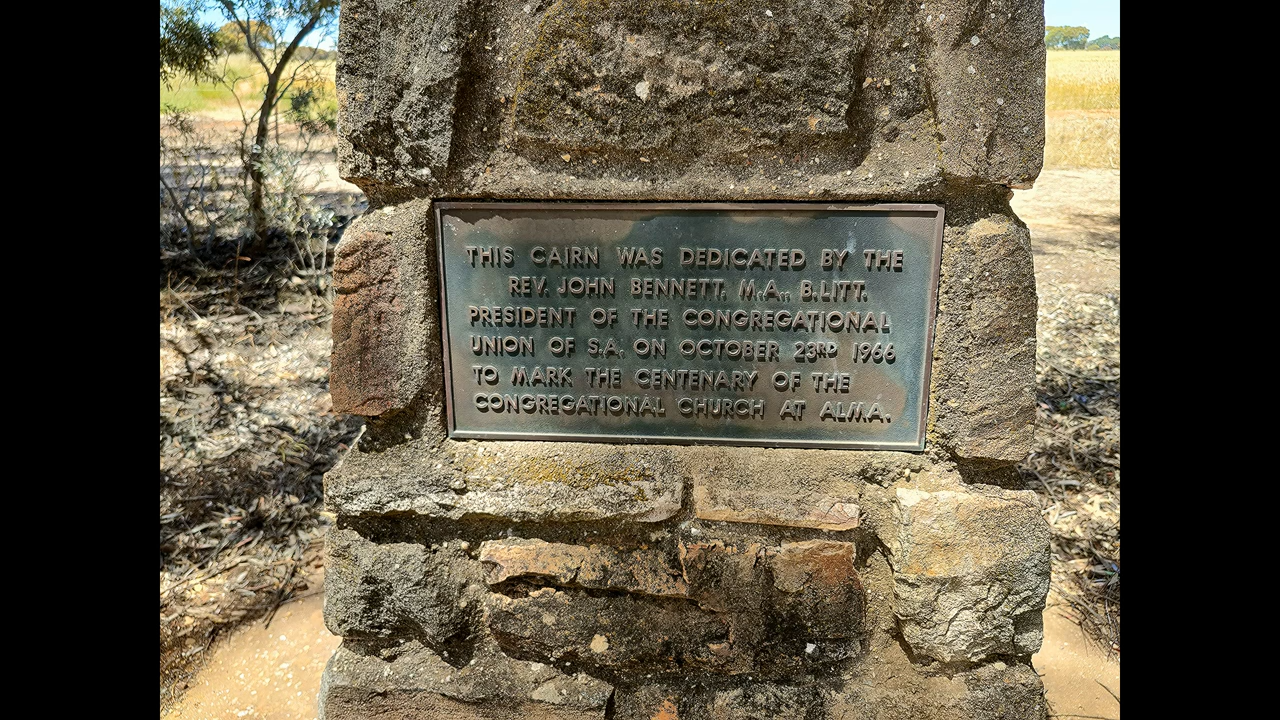 THIS CAIRN WAS DEDICATED BY THE
REV. JOHN BENNETT. M.A., B.LITT.
PRESIDENT OF THE CONGREGATIONAL
UNION OF S.A. ON OCTOBER 23RD 1966
TO MARK THE CENTENARY OF THE
CONGREGATIONAL CHURCH AT ALMA.